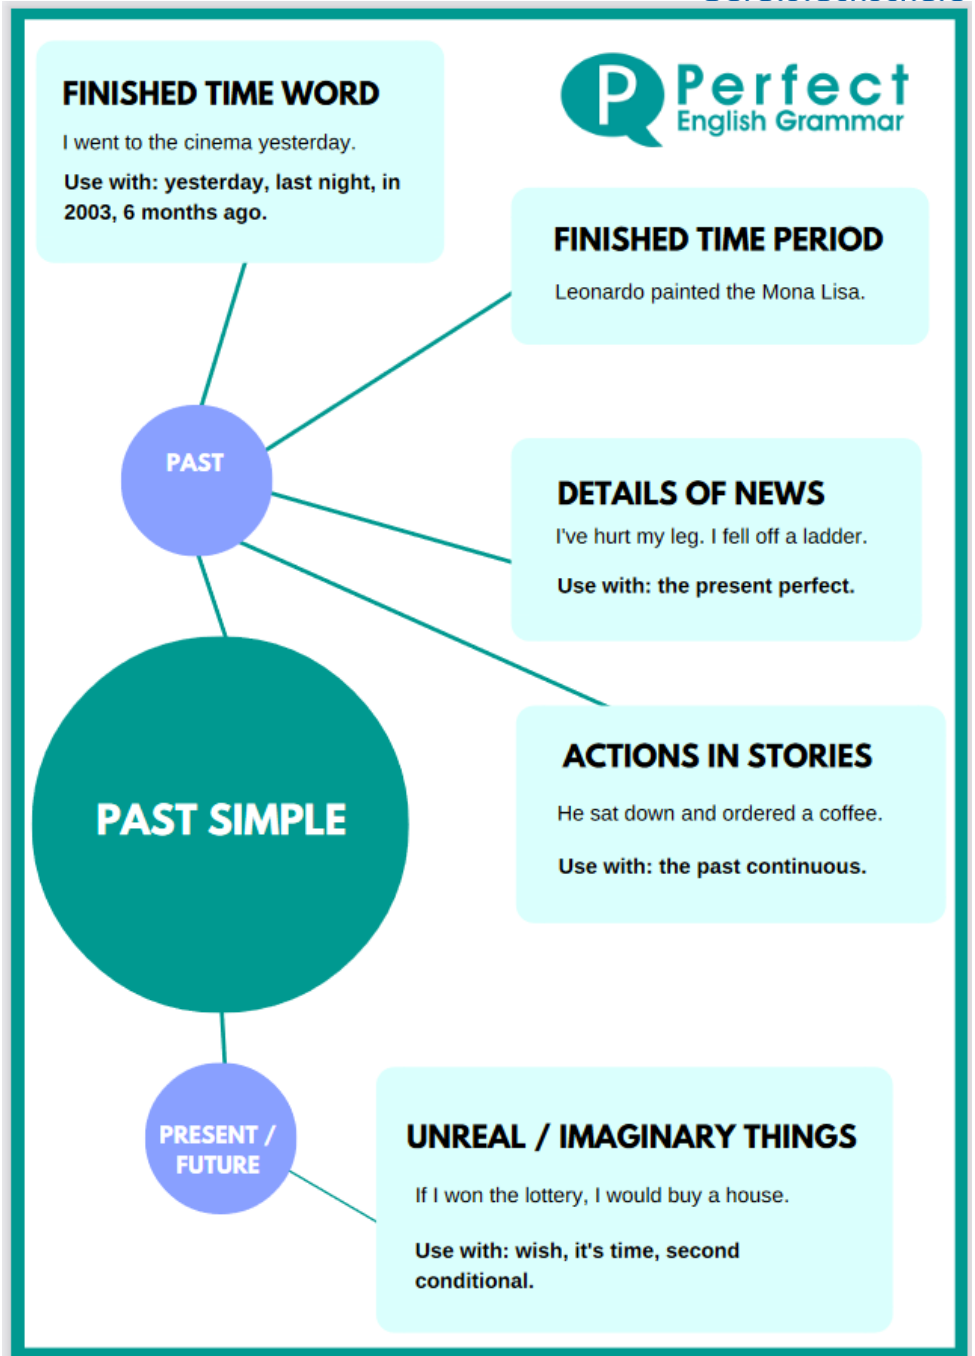 FINISHED TIME WORD
I went to the cinema yesterday.
Use with: yesterday, last night, in
2003, 6 months ago.
P Perfect
English Grammar
FINISHED TIME PERIOD
Leonardo painted the Mona Lisa.
PAST
DETAILS OF NEWS
I've hurt my leg. I fell off a ladder.
Use with: the present perfect.
ACTIONS IN STORIES
He sat down and ordered a coffee.
Use with: the past continuous.
PAST SIMPLE
PRESENT /
FUTURE
UNREAL / IMAGINARY THINGS
If I won the lottery, I would buy a house.
Use with: wish, it's time, second
conditional.